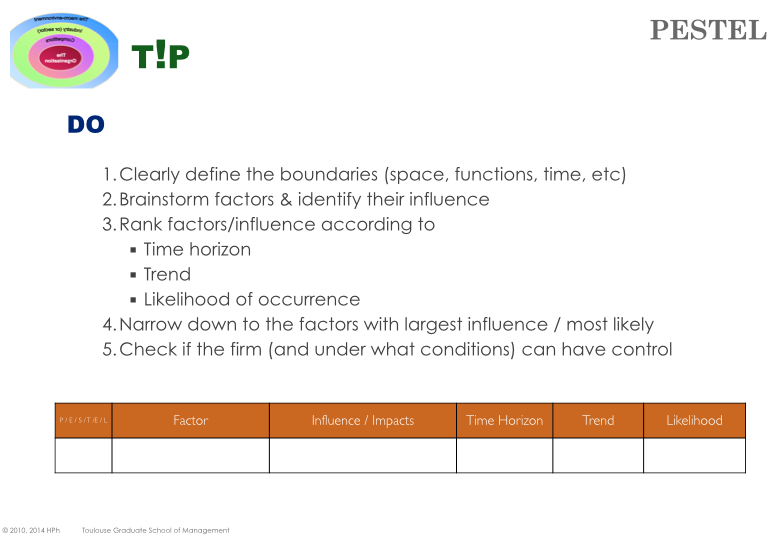 The macro-environment
Industry (or sector)
Competitors
The
Organisation
T!P
PESTEL
DO
1. Clearly define the boundaries (space, functions, time, etc)
2. Brainstorm factors & identify their influence
3. Rank factors/influence according to
▪ Time horizon
▪ Trend
▪ Likelihood of occurrence
4. Narrow down to the factors with largest influence / most likely
5. Check if the firm (and under what conditions) can have control
P / E / S /T /E / L Factor Influence / Impacts Time Horizon Trend Likelihood
© 2010, 2014 HPh Toulouse Graduate School of Management